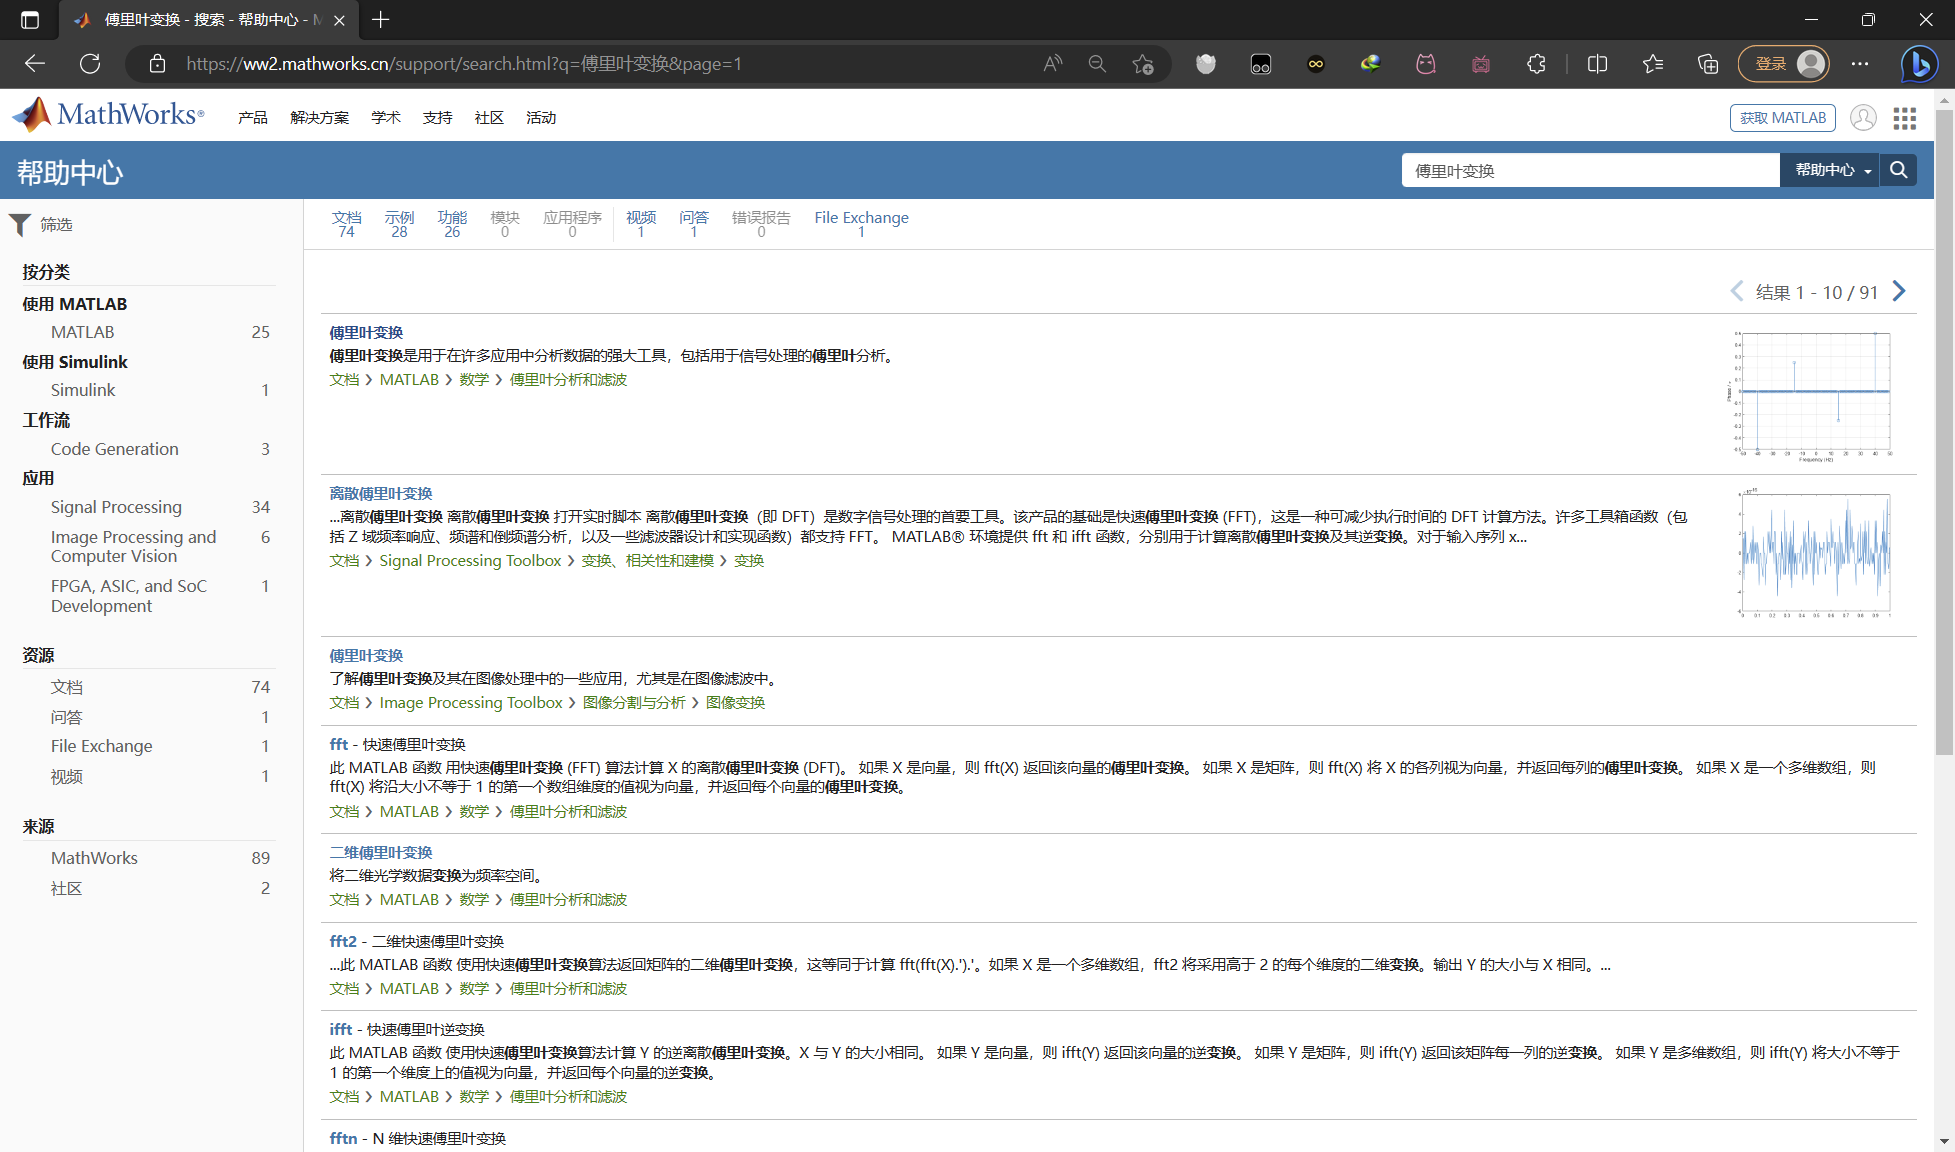 傅里叶变换 - 搜索 - 帮助中心 - M
https://ww2.mathworks.cn/support/search.html?q=傅里叶变换&page=1
登录
MathWorks®
产品 解决方案 学术 支持 社区 活动
获取 MATLAB
帮助中心
傅里叶变换
帮助中心
筛选
按分类
使用 MATLAB
MATLAB 25
使用 Simulink
Simulink 1
工作流
Code Generation 3
应用
Signal Processing 34
Image Processing and 6
Computer Vision
FPGA, ASIC, and SoC 1
Development
资源
文档 74
问答 1
File Exchange 1
视频 1
来源
MathWorks 89
社区 2
文档 示例 功能 模块 应用程序 视频 问答 错误报告 File Exchange
74 28 26 0 0 1 1 0 1
结果 1 - 10 / 91
傅里叶变换
傅里叶变换是用于在许多应用中分析数据的强大工具，包括用于信号处理的傅里叶分析。
文档 > MATLAB > 数学 > 傅里叶分析和滤波
Frequency (Hz)
离散傅里叶变换
...离散傅里叶变换 离散傅里叶变换 打开实时脚本 离散傅里叶变换（即 DFT）是数字信号处理的首要工具。该产品的基础是快速傅里叶变换 (FFT)，这是一种可减少执行时间的 DFT 计算方法。许多工具箱函数（包
括 Z 域频率响应、频谱和倒频谱分析，以及一些滤波器设计和实现函数）都支持 FFT。 MATLAB® 环境提供 fft 和 ifft 函数，分别用于计算离散傅里叶变换及其逆变换。对于输入序列 x...
文档 > Signal Processing Toolbox > 变换、相关性和建模 > 变换
傅里叶变换
了解傅里叶变换及其在图像处理中的一些应用，尤其是在图像滤波中。
文档 > Image Processing Toolbox > 图像分割与分析 > 图像变换
fft - 快速傅里叶变换
此 MATLAB 函数 用快速傅里叶变换 (FFT) 算法计算 X 的离散傅里叶变换 (DFT)。 如果 X 是向量，则 fft(X) 返回该向量的傅里叶变换。 如果 X 是矩阵，则 fft(X) 将 X 的各列视为向量，并返回每列的傅里叶变换。 如果 X 是一个多维数组，则
fft(X) 将沿大小不等于 1 的第一个数组维度的值视为向量，并返回每个向量的傅里叶变换。
文档 > MATLAB > 数学 > 傅里叶分析和滤波
二维傅里叶变换
将二维光学数据变换为频率空间。
文档 > MATLAB > 数学 > 傅里叶分析和滤波
fft2 - 二维快速傅里叶变换
...此 MATLAB 函数 使用快速傅里叶变换算法返回矩阵的二维傅里叶变换，这等同于计算 fft(fft(X).').'。如果 X 是一个多维数组，fft2 将采用高于 2 的每个维度的二维变换。输出 Y 的大小与 X 相同。...
文档 > MATLAB > 数学 > 傅里叶分析和滤波
ifft - 快速傅里叶逆变换
此 MATLAB 函数 使用快速傅里叶变换算法计算 Y 的逆离散傅里叶变换。X 与 Y 的大小相同。 如果 Y 是向量，则 ifft(Y) 返回该向量的逆变换。 如果 Y 是矩阵，则 ifft(Y) 返回该矩阵每一列的逆变换。 如果 Y 是多维数组，则 ifft(Y) 将大小不等于
1 的第一个维度上的值视为向量，并返回每个向量的逆变换。
文档 > MATLAB > 数学 > 傅里叶分析和滤波
fftn - N 维快速傅里叶变换